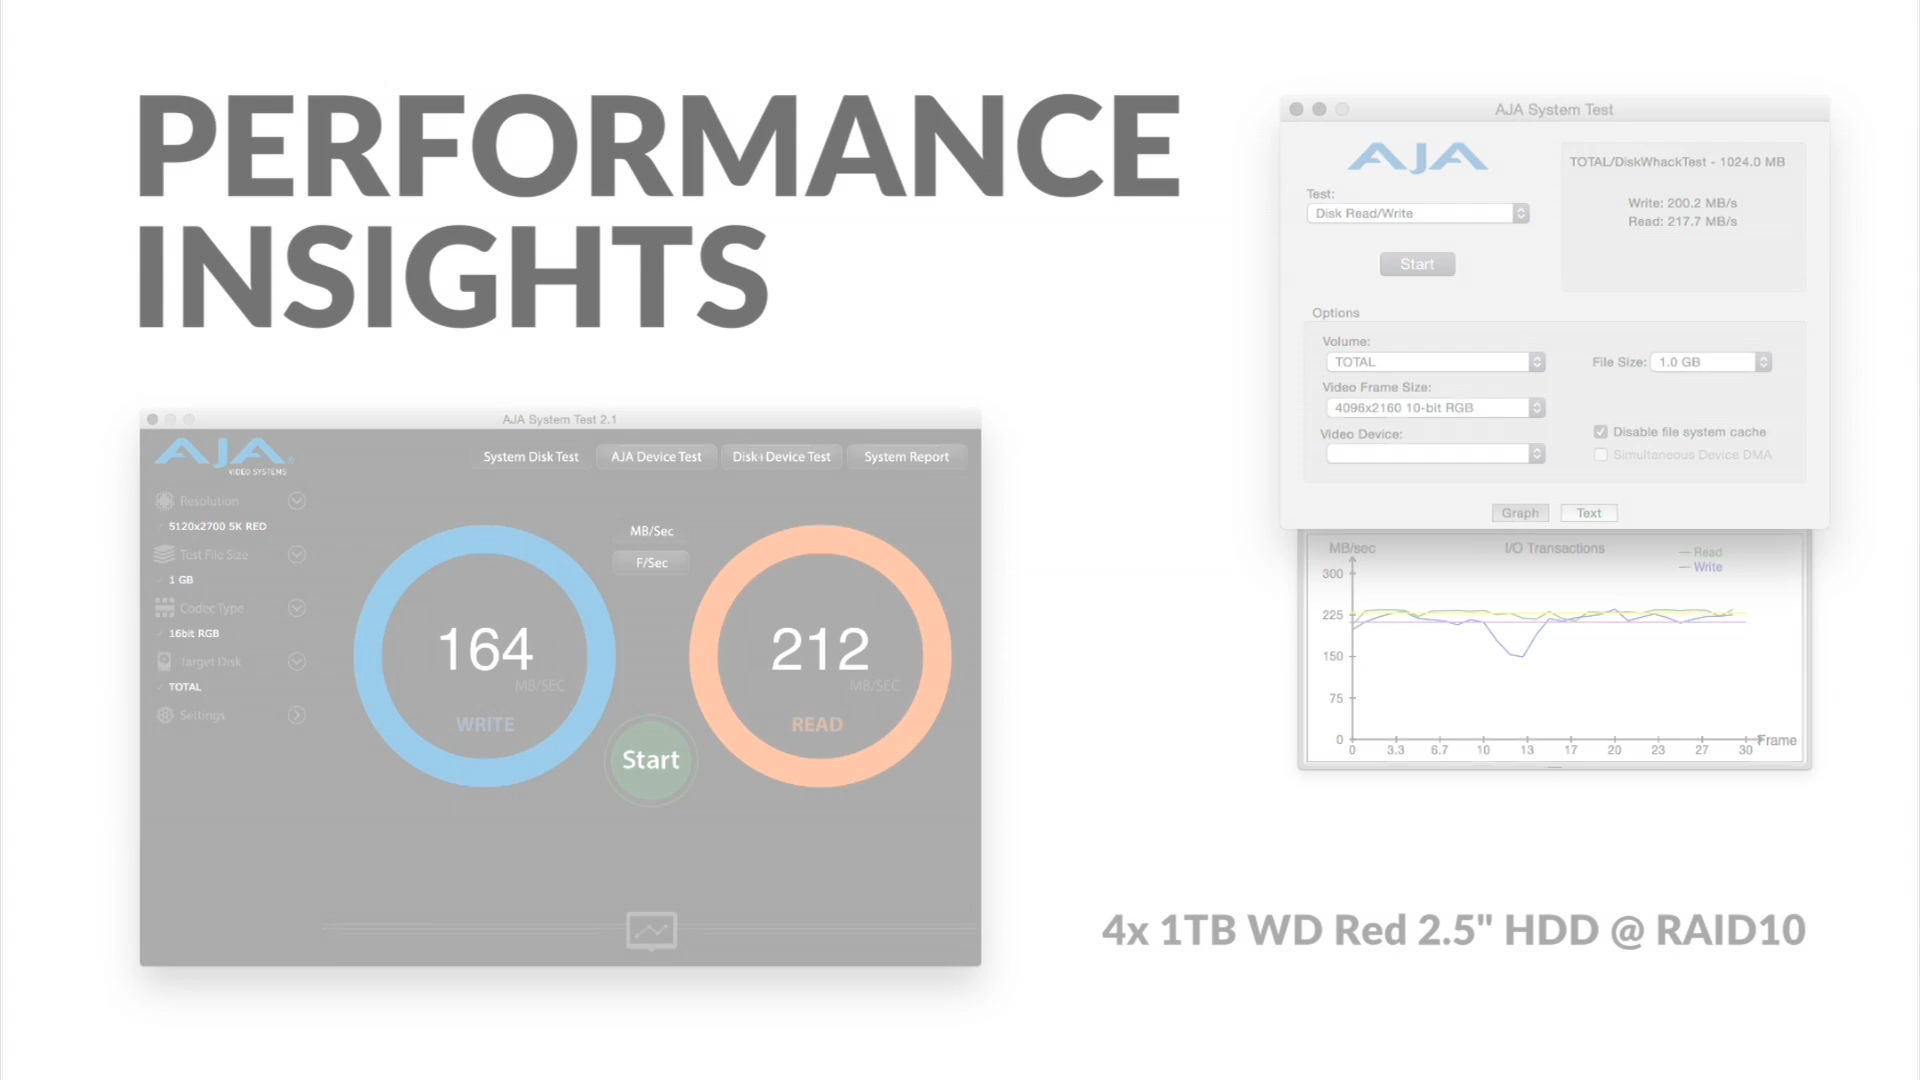 PERFORMANCE
INSIGHTS
AJA System Test 2.1
AJA
VIDEO SYSTEMS
System Disk Test
AJA Device Test
Disk+Device Test
System Report
Resolution
5120x2700 5K RED
Test File Size
1 GB
Codec Type
16bit RGB
Target Disk
TOTAL
Settings
MB/Sec
F/Sec
164
MB/SEC
WRITE
212
MB/SEC
READ
Start
AJA System Test
AJA
TOTAL/DiskWhackTest - 1024.0 MB
Write: 200.2 MB/s
Read: 217.7 MB/s
Test:
Disk Read/Write
Start
Options
Volume:
TOTAL
File Size: 1.0 GB
Video Frame Size:
4096x2160 10-bit RGB
Video Device:
Disable file system cache
Simultaneous Device DMA
Graph
Text
MB/sec
I/O Transactions
Read
Write
300
225
150
75
0
0 3.3 6.7 10 13 17 20 23 27 30
Frame
4x 1TB WD Red 2.5" HDD @ RAID10